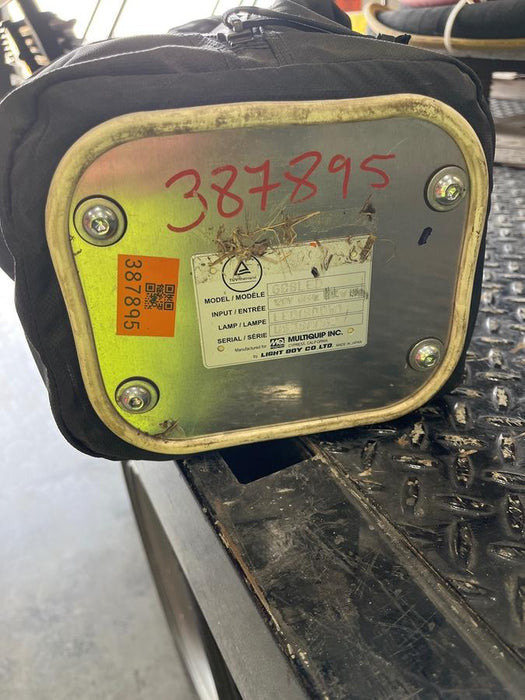 387895
387895
MODEL / MODÈLE
INPUT / ENTRÉE
LAMP / LAMPE
SERIAL / SÉRIE
MQ MULTIQUIP INC.
Manufactured for CYPRESS, CALIFORNIA MADE IN JAPAN
by LIGHT BOY CO.,LTD.